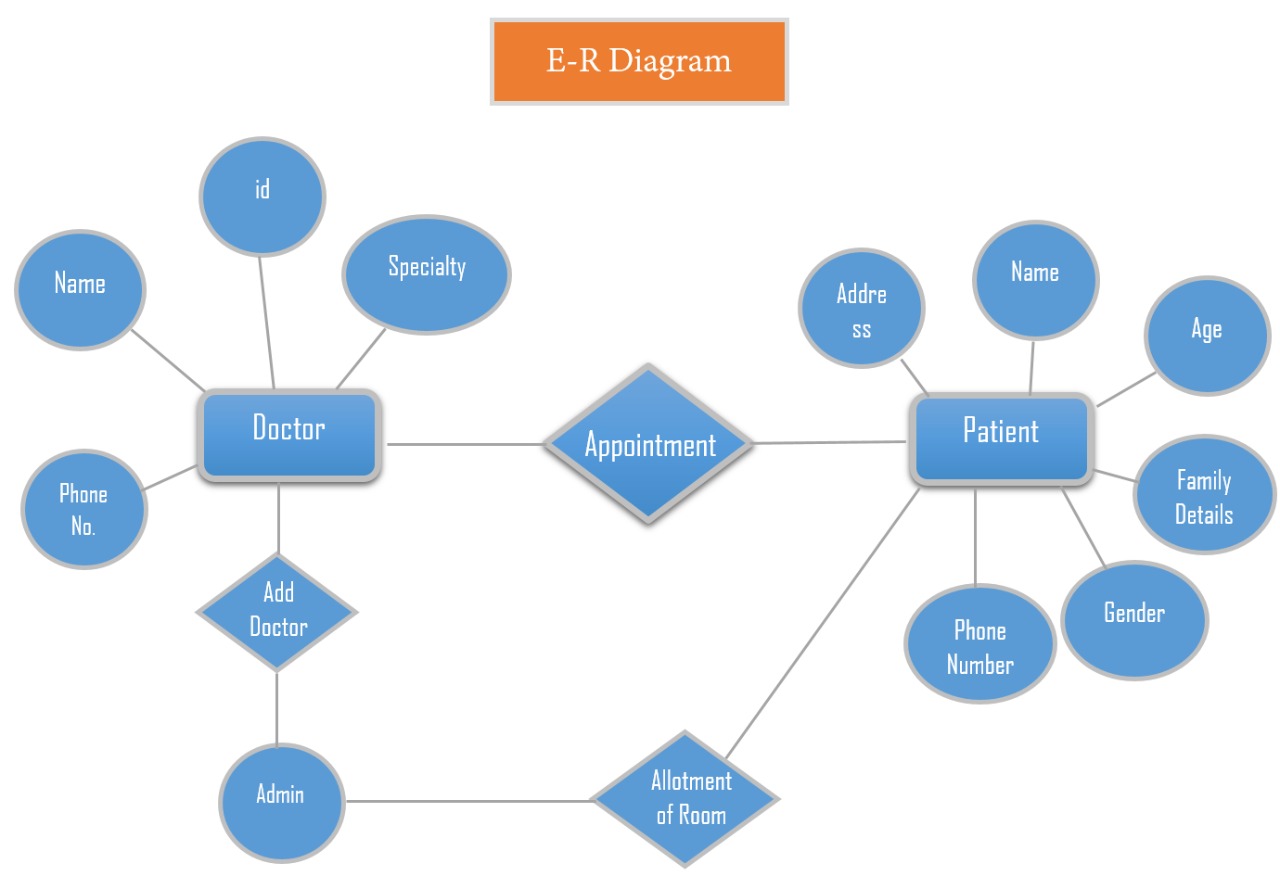 E-R Diagram
id
Name
Specialty
Addre
ss
Name
Age
Doctor
Appointment
Patient
Phone
No.
Family
Details
Add
Doctor
Phone
Number
Gender
Admin
Allotment
of Room